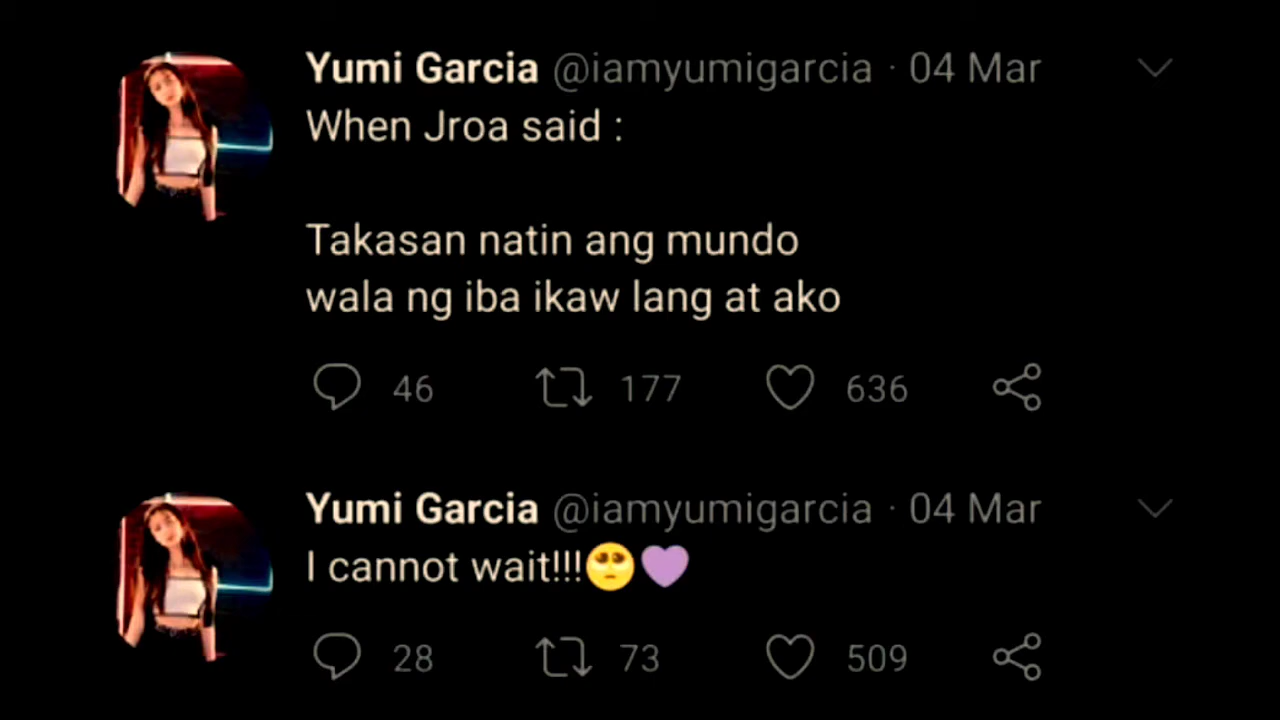 Yumi Garcia @iamyumigarcia · 04 Mar
When Jroa said :
Takasan natin ang mundo
wala ng iba ikaw lang at ako
46 177 636
Yumi Garcia @iamyumigarcia · 04 Mar
I cannot wait!!!🥺💜
28 73 509